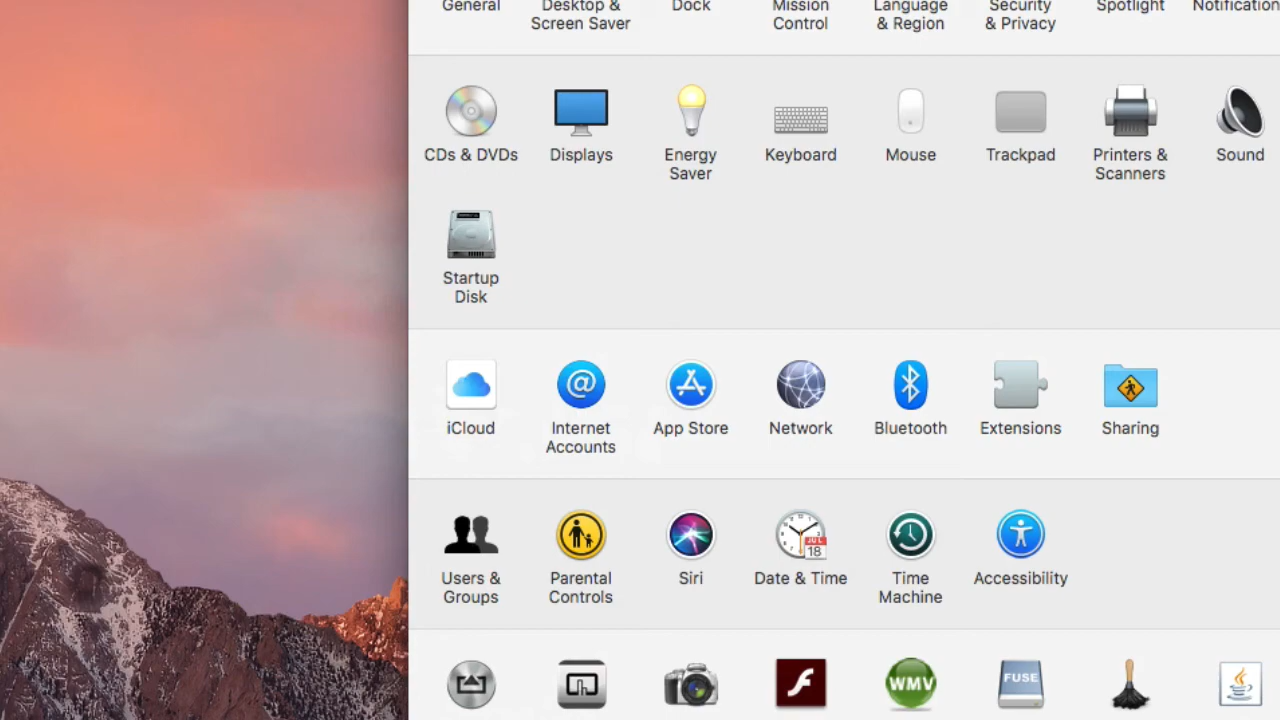 General
Desktop &
Screen Saver
Dock
Mission
Control
Language
& Region
Security
& Privacy
Spotlight
Notification
CDs & DVDs
Displays
Energy
Saver
Keyboard
Mouse
Trackpad
Printers &
Scanners
Sound
Startup
Disk
iCloud
Internet
Accounts
App Store
Network
Bluetooth
Extensions
Sharing
Users &
Groups
Parental
Controls
Siri
JUL
18
Date & Time
Time
Machine
Accessibility
WMV
FUSE